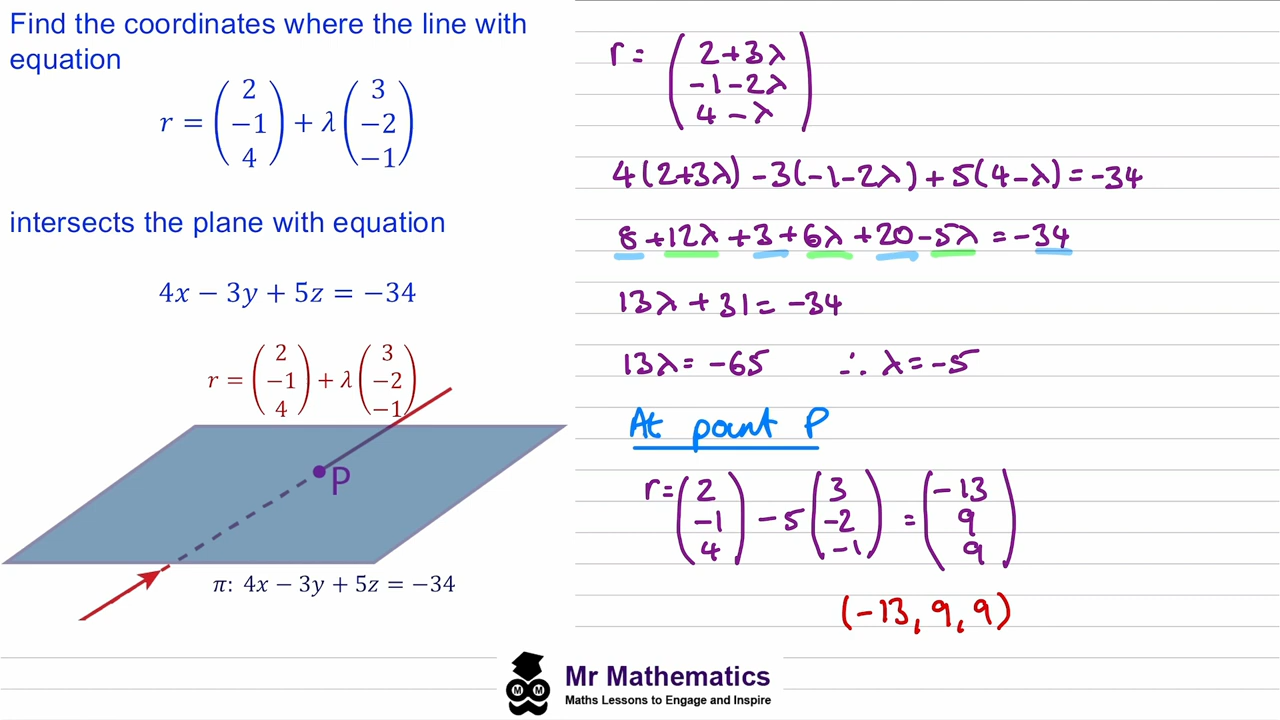 Find the coordinates where the line with
equation
r = (2 −1 4) + λ (3 −2 −1)
intersects the plane with equation
4x − 3y + 5z = −34
r = (2 −1 4) + λ (3 −2 −1)
P
π: 4x − 3y + 5z = −34
r = (2+3λ −1−2λ 4−λ)
4(2+3λ) −3(−1−2λ) + 5(4−λ) = −34
8 + 12λ + 3 + 6λ + 20 − 5λ = −34
13λ + 31 = −34
13λ = −65 ∴ λ = −5
At point P
r = (2 −1 4) − 5 (3 −2 −1) = (−13 9 9)
(−13, 9, 9)
M M
Mr Mathematics
Maths Lessons to Engage and Inspire